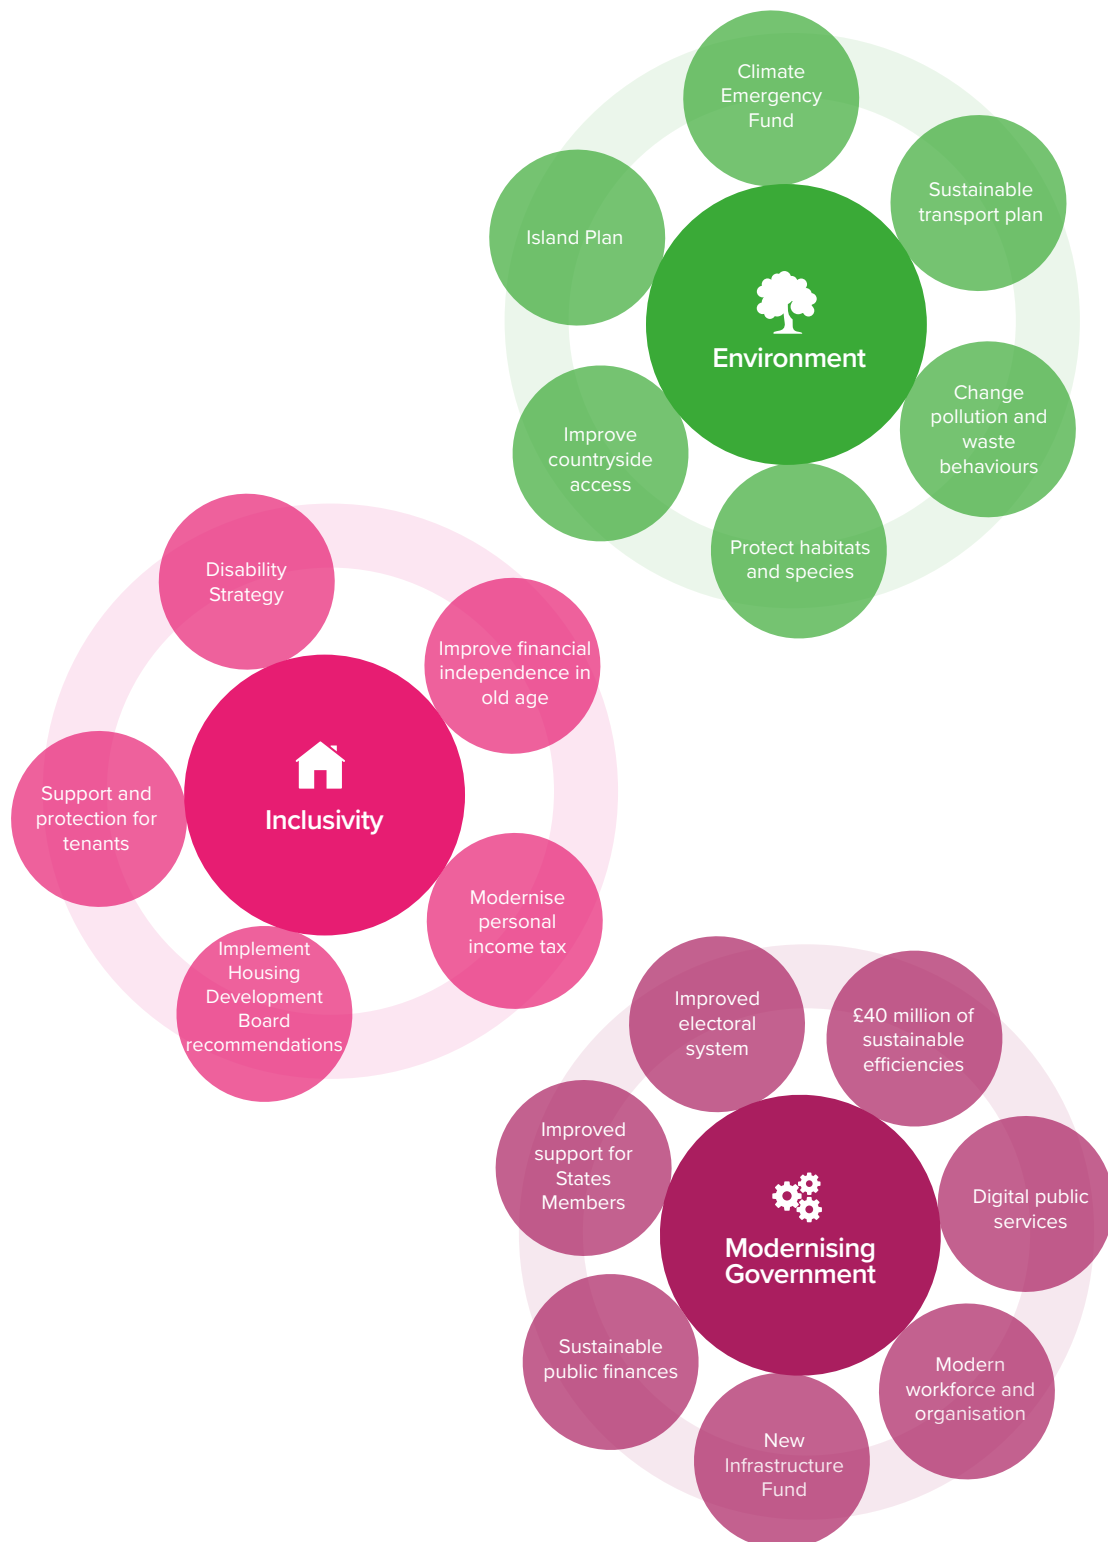 Climate
Emergency
Fund
Sustainable
transport plan
Island Plan
Environment
Change
pollution and
waste
behaviours
Improve
countryside
access
Protect habitats
and species
Disability
Strategy
Improve financial
independence in
old age
Support and
protection for
tenants
Inclusivity
Modernise
personal
income tax
Implement
Housing
Development
Board
recommendations
Improved
electoral
system
£40 million of
sustainable
efficiencies
Improved
support for
States
Members
Digital public
services
Modernising
Government
Sustainable
public finances
Modern
workforce and
organisation
New
Infrastructure
Fund